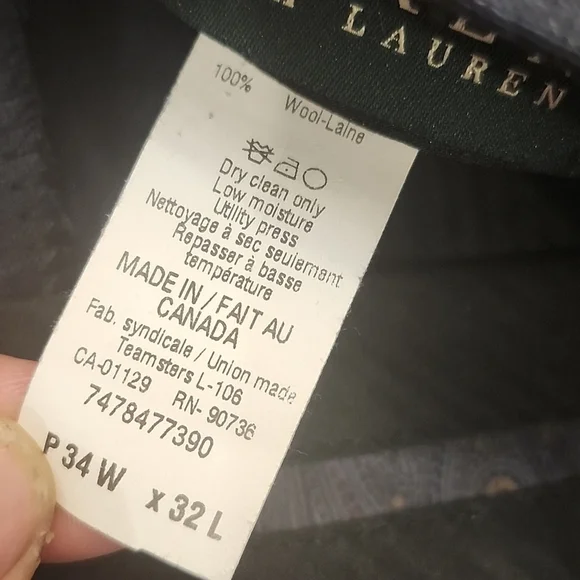 LAUREN
100% Wool-Laine
Dry clean only
Low moisture
Utility press
Nettoyage à sec seulement
Repasser à basse
température
MADE IN / FAIT AU
CANADA
Fab. syndicale / Union made
Teamsters L-106
CA-01129 RN-90736
7478477390
P 34 W x 32 L